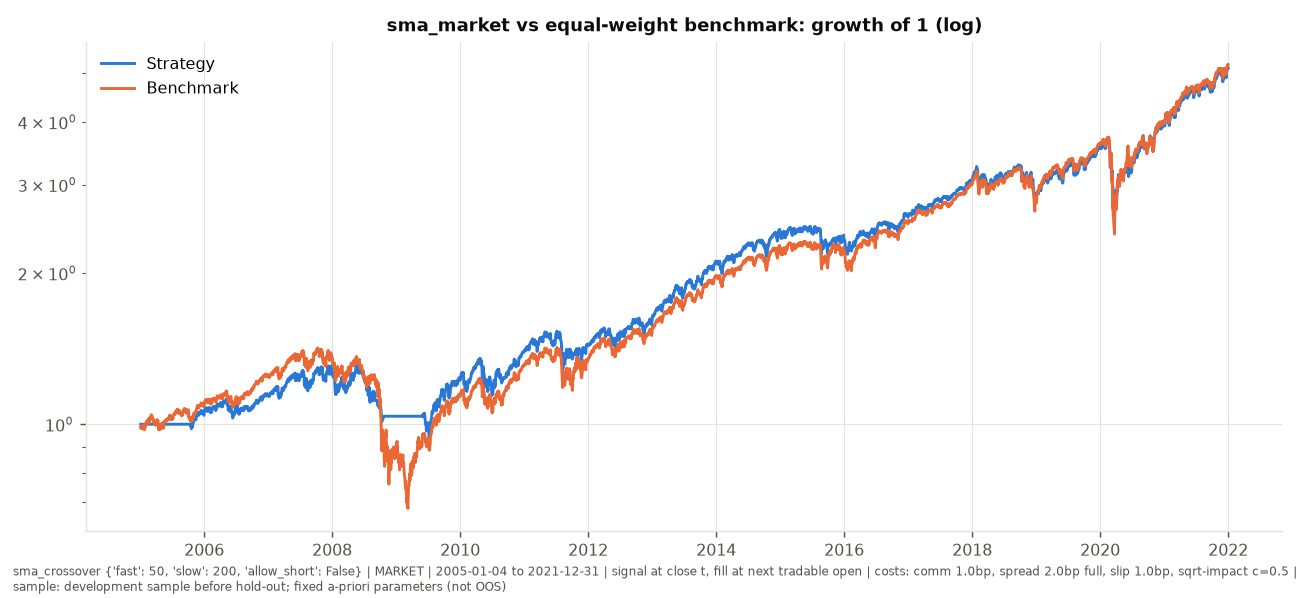 sma_market vs equal-weight benchmark: growth of 1 (log)
Strategy
Benchmark
4 × 10⁰
3 × 10⁰
2 × 10⁰
10⁰
2006 2008 2010 2012 2014 2016 2018 2020 2022
sma_crossover {'fast': 50, 'slow': 200, 'allow_short': False} | MARKET | 2005-01-04 to 2021-12-31 | signal at close t, fill at next tradable open | costs: comm 1.0bp, spread 2.0bp full, slip 1.0bp, sqrt-impact c=0.5 |
sample: development sample before hold-out; fixed a-priori parameters (not OOS)